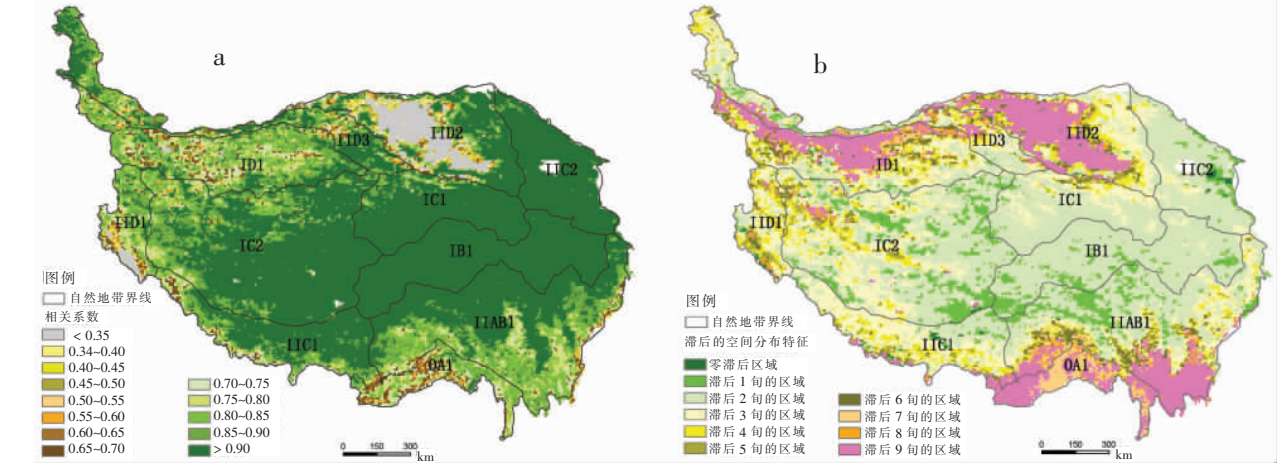 a
IID3
IID2
ID1
IIC2
IC1
IID1
IC2
IB1
IIAB1
IIC1
OA1
图例
自然地带界线
相关系数
< 0.35
0.34~0.40
0.40~0.45
0.45~0.50
0.50~0.55
0.55~0.60
0.60~0.65
0.65~0.70
0.70~0.75
0.75~0.80
0.80~0.85
0.85~0.90
> 0.90
0 150 300
km
b
IID3
IID2
ID1
IIC2
IC1
IID1
IC2
IB1
IIAB1
IIC1
OA1
图例
自然地带界线
滞后的空间分布特征
零滞后区域
滞后 1 旬的区域
滞后 2 旬的区域
滞后 3 旬的区域
滞后 4 旬的区域
滞后 5 旬的区域
滞后 6 旬的区域
滞后 7 旬的区域
滞后 8 旬的区域
滞后 9 旬的区域
0 150 300
km